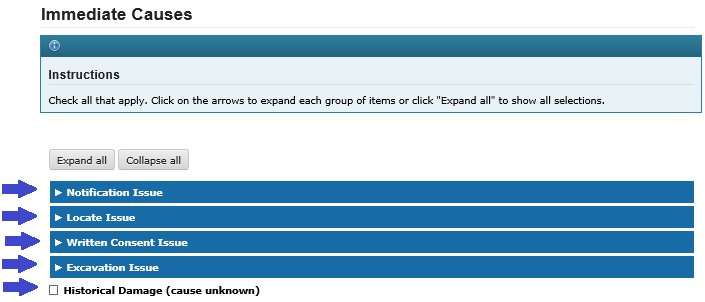 Immediate Causes
Instructions
Check all that apply. Click on the arrows to expand each group of items or click "Expand all" to show all selections.
Expand all Collapse all
Notification Issue
Locate Issue
Written Consent Issue
Excavation Issue
Historical Damage (cause unknown)